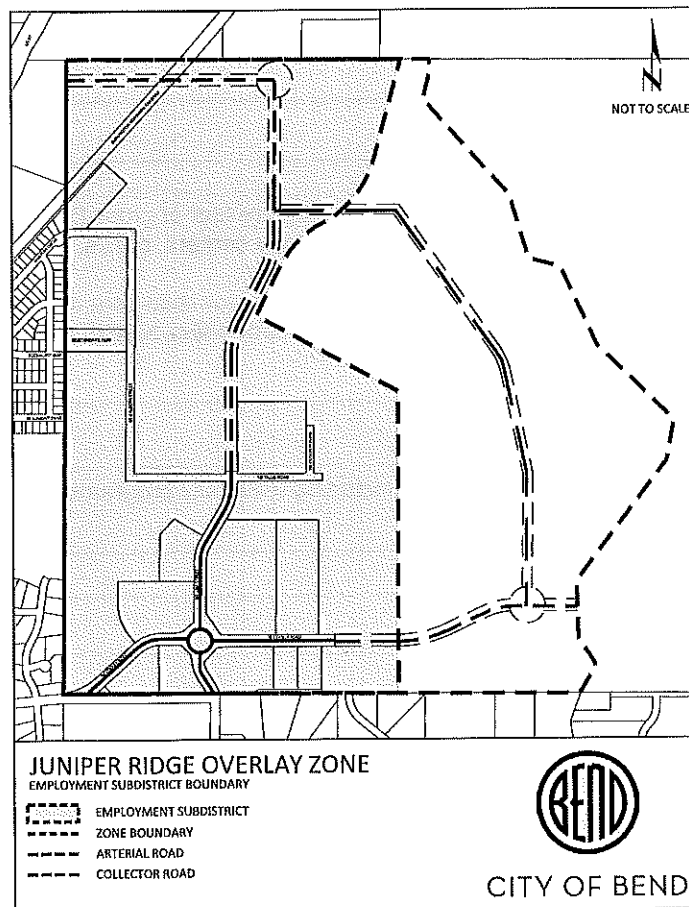 N
NOT TO SCALE
JUNIPER RIDGE OVERLAY ZONE
EMPLOYMENT SUBDISTRICT BOUNDARY
EMPLOYMENT SUBDISTRICT
ZONE BOUNDARY
ARTERIAL ROAD
COLLECTOR ROAD
BEND
CITY OF BEND